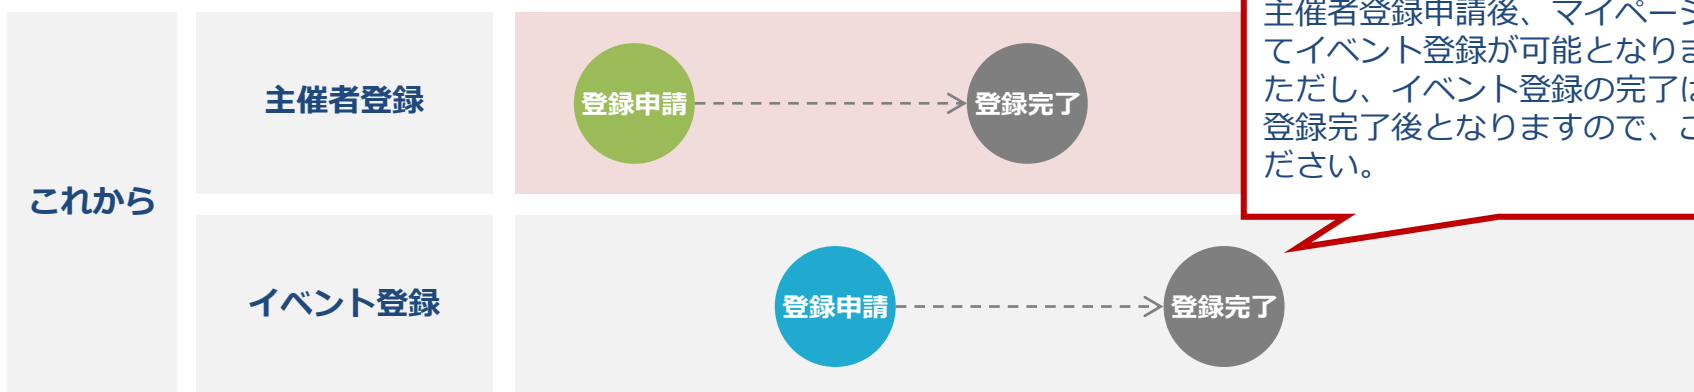 これから
主催者登録
登録申請
登録完了
主催者登録申請後、マイページ
てイベント登録が可能となりま
ただし、イベント登録の完了は
登録完了後となりますので、こ
ださい。
イベント登録
登録申請
登録完了